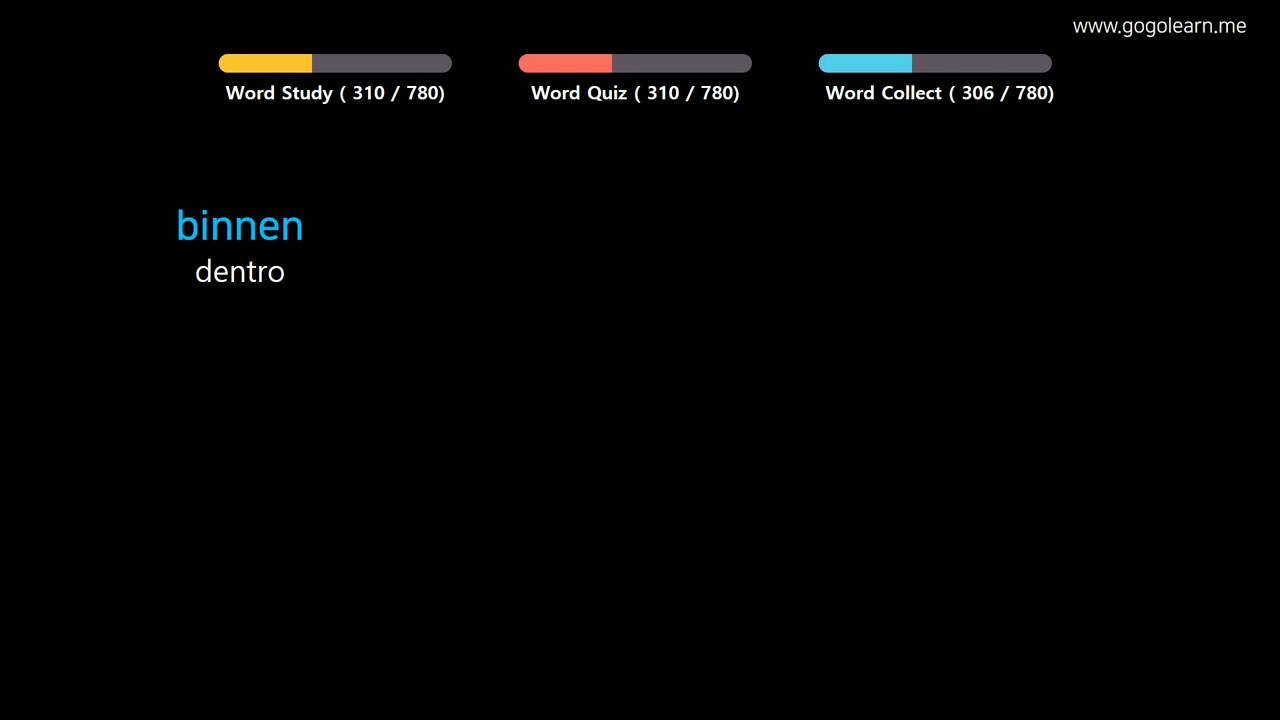 www.gogolearn.me
Word Study ( 310 / 780)
Word Quiz ( 310 / 780)
Word Collect ( 306 / 780)
binnen
dentro